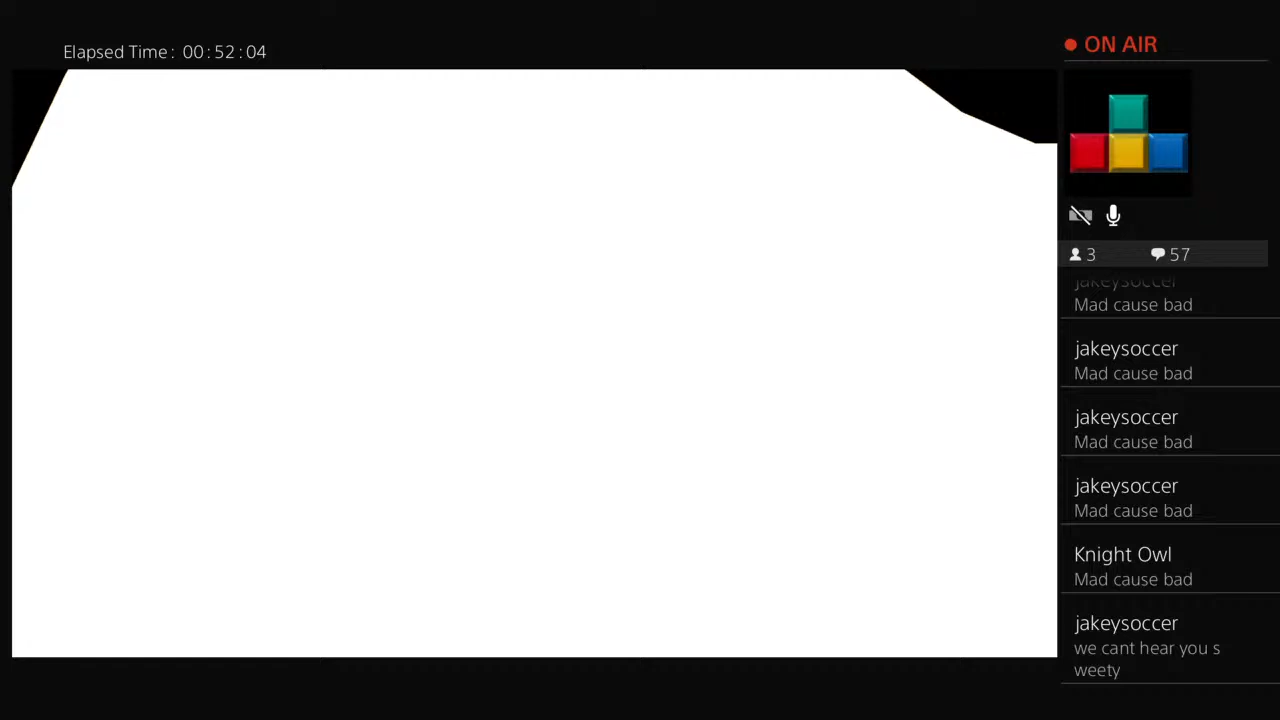 Elapsed Time: 00:52:04
ON AIR
3 57
jakeysoccer
Mad cause bad
jakeysoccer
Mad cause bad
jakeysoccer
Mad cause bad
jakeysoccer
Mad cause bad
Knight Owl
Mad cause bad
jakeysoccer
we cant hear you s
weety